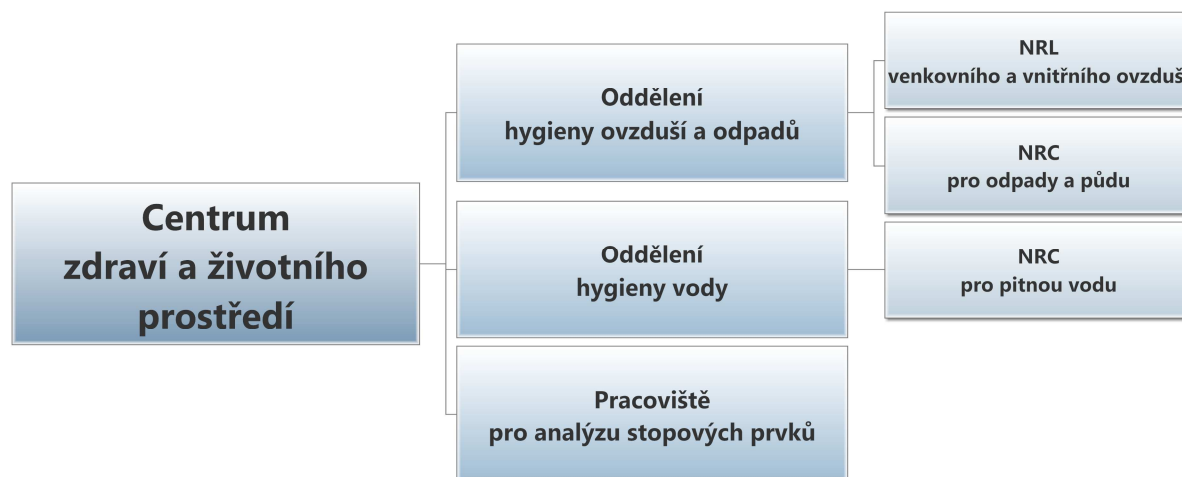 Centrum
zdraví a životního
prostředí
Oddělení
hygieny ovzduší a odpadů
NRL
venkovního a vnitřního ovzduš
NRC
pro odpady a půdu
Oddělení
hygieny vody
NRC
pro pitnou vodu
Pracoviště
pro analýzu stopových prvků